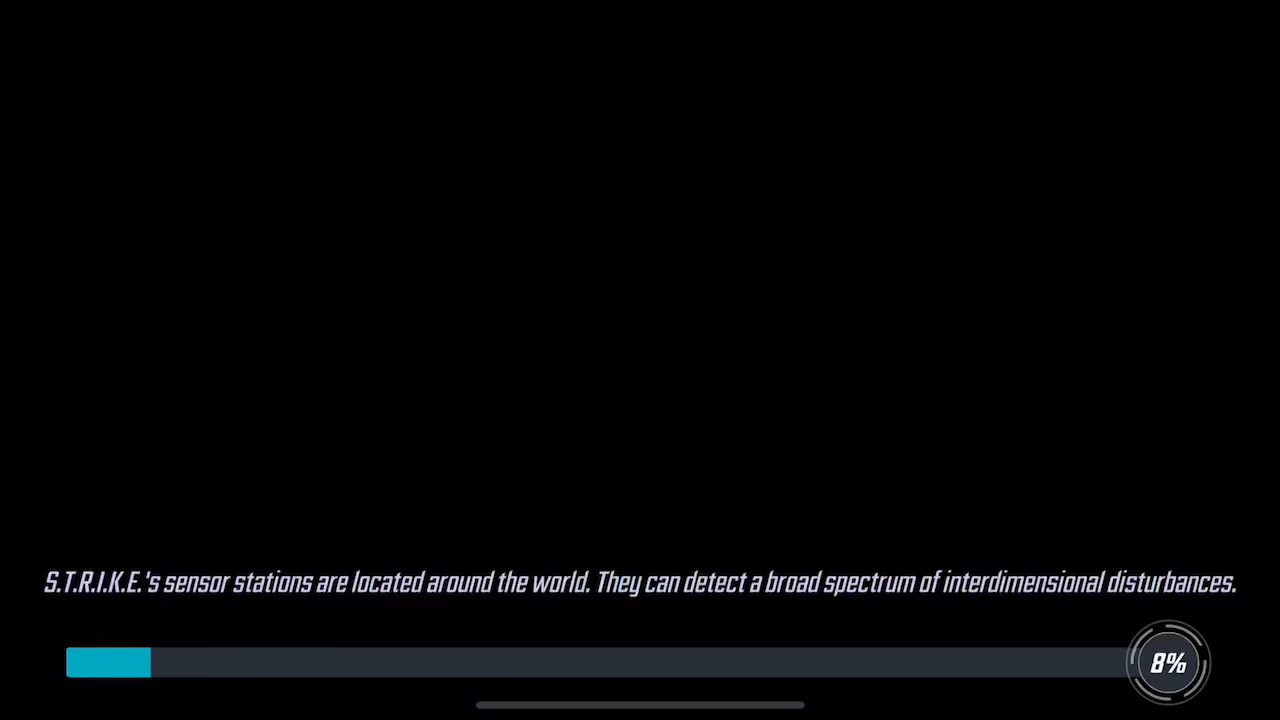 S.T.R.I.K.E.'s sensor stations are located around the world. They can detect a broad spectrum of interdimensional disturbances.
8%